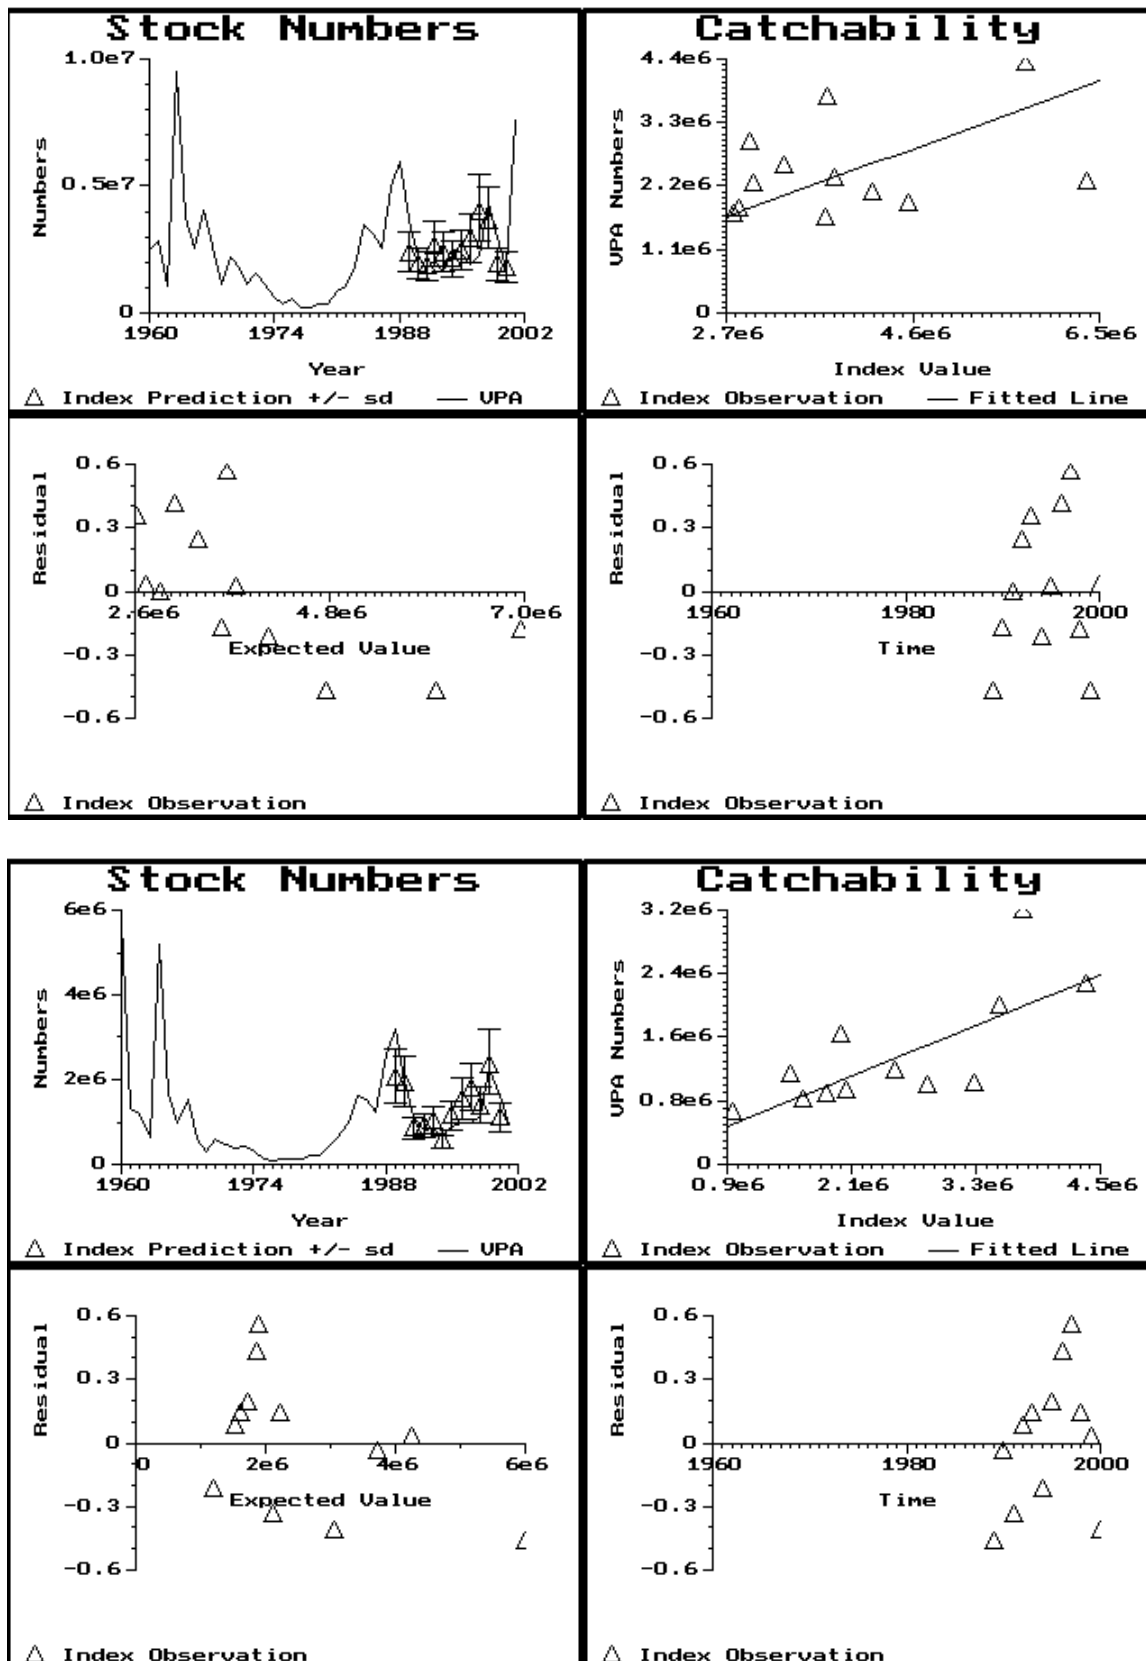 Stock Numbers
1.0e7
0.5e7
0
Numbers
1960 1974 1988 2002
Year
△ Index Prediction +/- sd — VPA
Catchability
4.4e6
3.3e6
2.2e6
1.1e6
0
VPA Numbers
2.7e6 4.6e6 6.5e6
Index Value
△ Index Observation — Fitted Line
0.6
0.3
0
-0.3
-0.6
Residual
2.6e6 4.8e6 7.0e6
Expected Value
△ Index Observation
0.6
0.3
0
-0.3
-0.6
Residual
1960 1980 2000
Time
△ Index Observation
Stock Numbers
6e6
4e6
2e6
0
Numbers
1960 1974 1988 2002
Year
△ Index Prediction +/- sd — VPA
Catchability
3.2e6
2.4e6
1.6e6
0.8e6
0
VPA Numbers
0.9e6 2.1e6 3.3e6 4.5e6
Index Value
△ Index Observation — Fitted Line
0.6
0.3
0
-0.3
-0.6
Residual
0 2e6 4e6 6e6
Expected Value
△ Index Observation
0.6
0.3
0
-0.3
-0.6
Residual
1960 1980 2000
Time
△ Index Observation